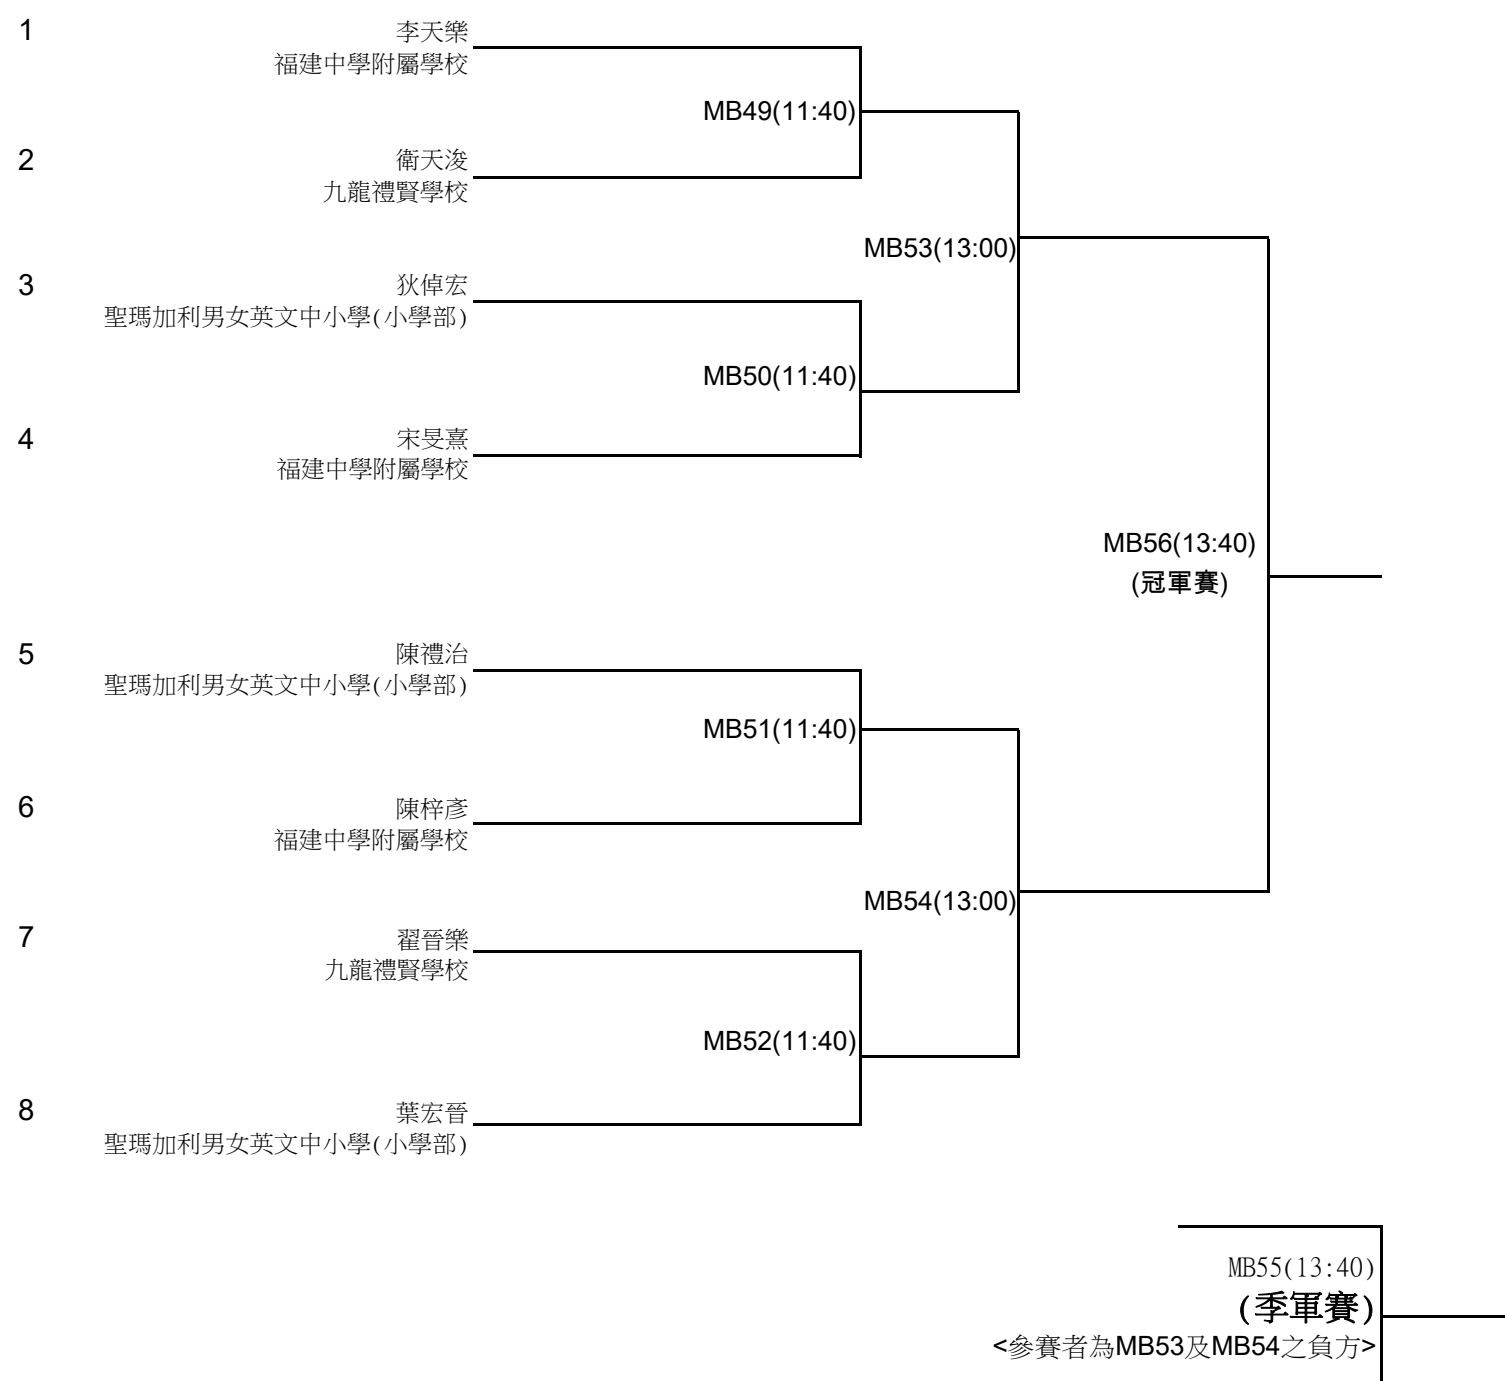 1
李天樂
福建中學附屬學校
MB49(11:40)
2
衛天浚
九龍禮賢學校
MB53(13:00)
3
狄倬宏
聖瑪加利男女英文中小學(小學部)
MB50(11:40)
4
宋旻熹
福建中學附屬學校
MB56(13:40)
(冠軍賽)
5
陳禮治
聖瑪加利男女英文中小學(小學部)
MB51(11:40)
6
陳梓彥
福建中學附屬學校
MB54(13:00)
7
翟晉樂
九龍禮賢學校
MB52(11:40)
8
葉宏晉
聖瑪加利男女英文中小學(小學部)
MB55(13:40)
(季軍賽)
<參賽者為MB53及MB54之負方>